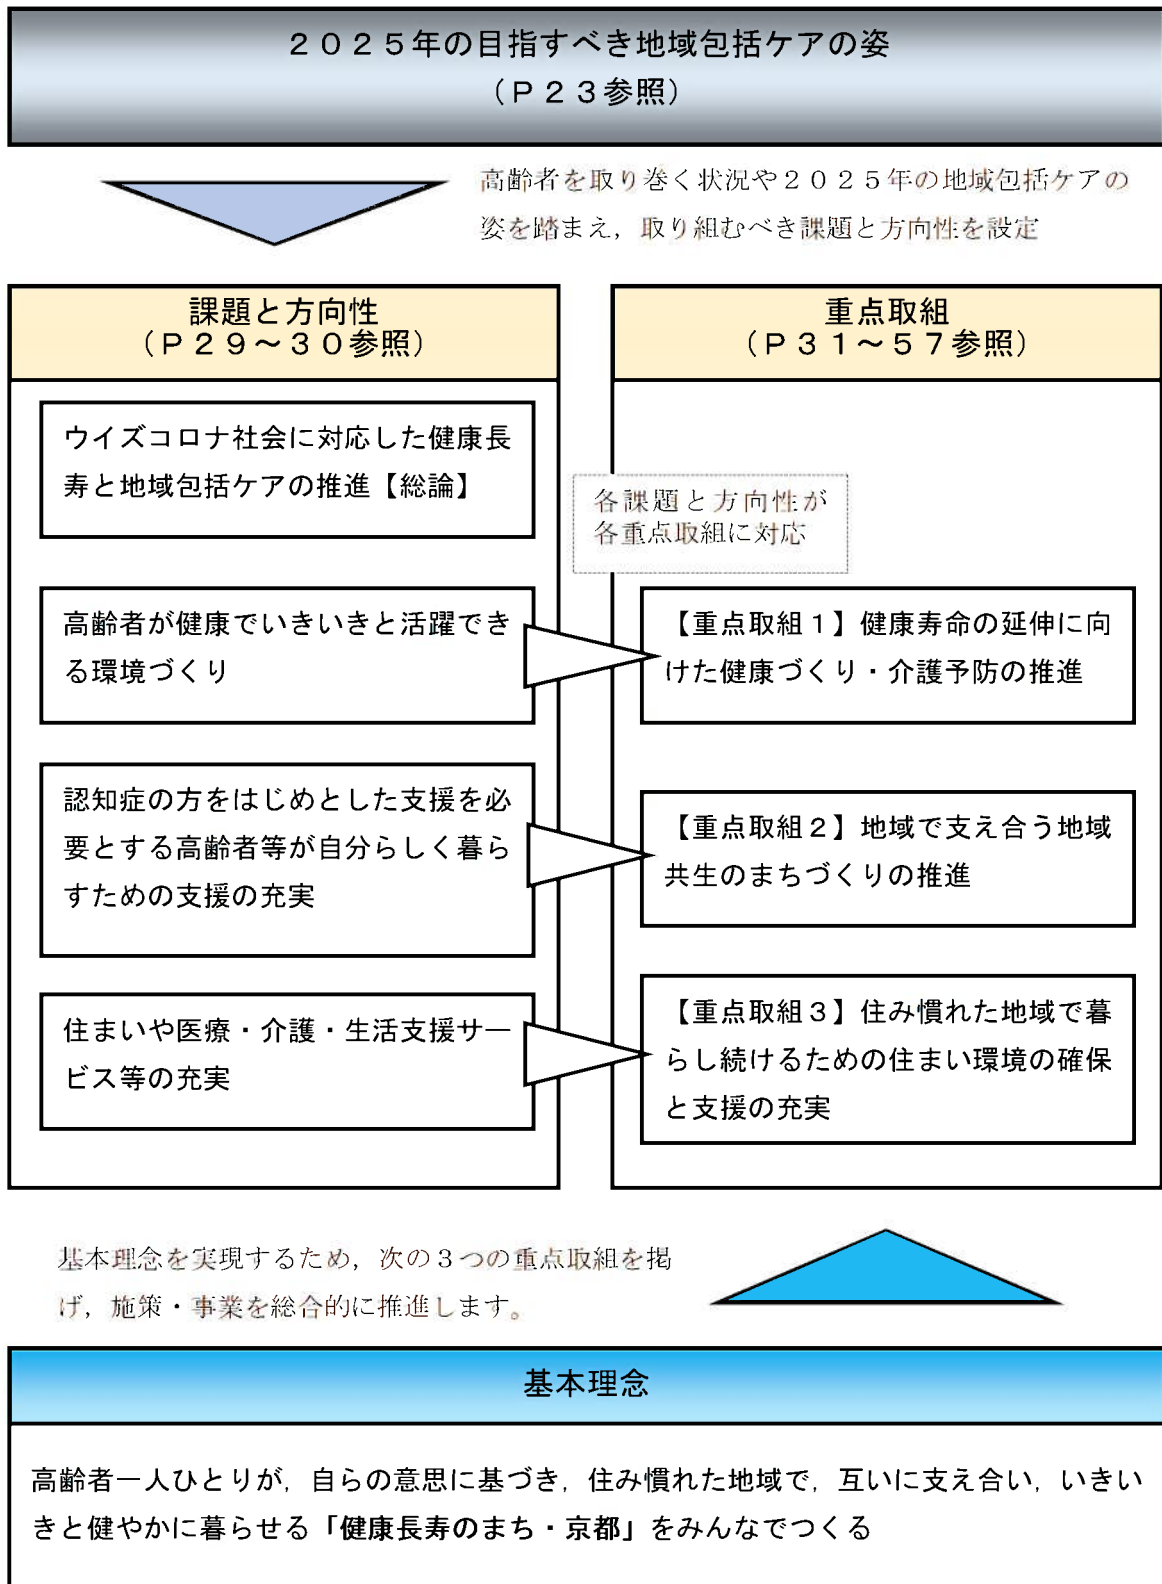 ２０２５年の目指すべき地域包括ケアの姿
（Ｐ２３参照）
高齢者を取り巻く状況や２０２５年の地域包括ケアの
姿を踏まえ，取り組むべき課題と方向性を設定
課題と方向性
（Ｐ２９～３０参照）
ウイズコロナ社会に対応した健康長
寿と地域包括ケアの推進【総論】
高齢者が健康でいきいきと活躍でき
る環境づくり
認知症の方をはじめとした支援を必
要とする高齢者等が自分らしく暮ら
すための支援の充実
住まいや医療・介護・生活支援サー
ビス等の充実
各課題と方向性が
各重点取組に対応
重点取組
（Ｐ３１～５７参照）
【重点取組１】健康寿命の延伸に向
けた健康づくり・介護予防の推進
【重点取組２】地域で支え合う地域
共生のまちづくりの推進
【重点取組３】住み慣れた地域で暮
らし続けるための住まい環境の確保
と支援の充実
基本理念を実現するため，次の３つの重点取組を掲
げ，施策・事業を総合的に推進します。
基本理念
高齢者一人ひとりが，自らの意思に基づき，住み慣れた地域で，互いに支え合い，いきい
きと健やかに暮らせる「健康長寿のまち・京都」をみんなでつくる